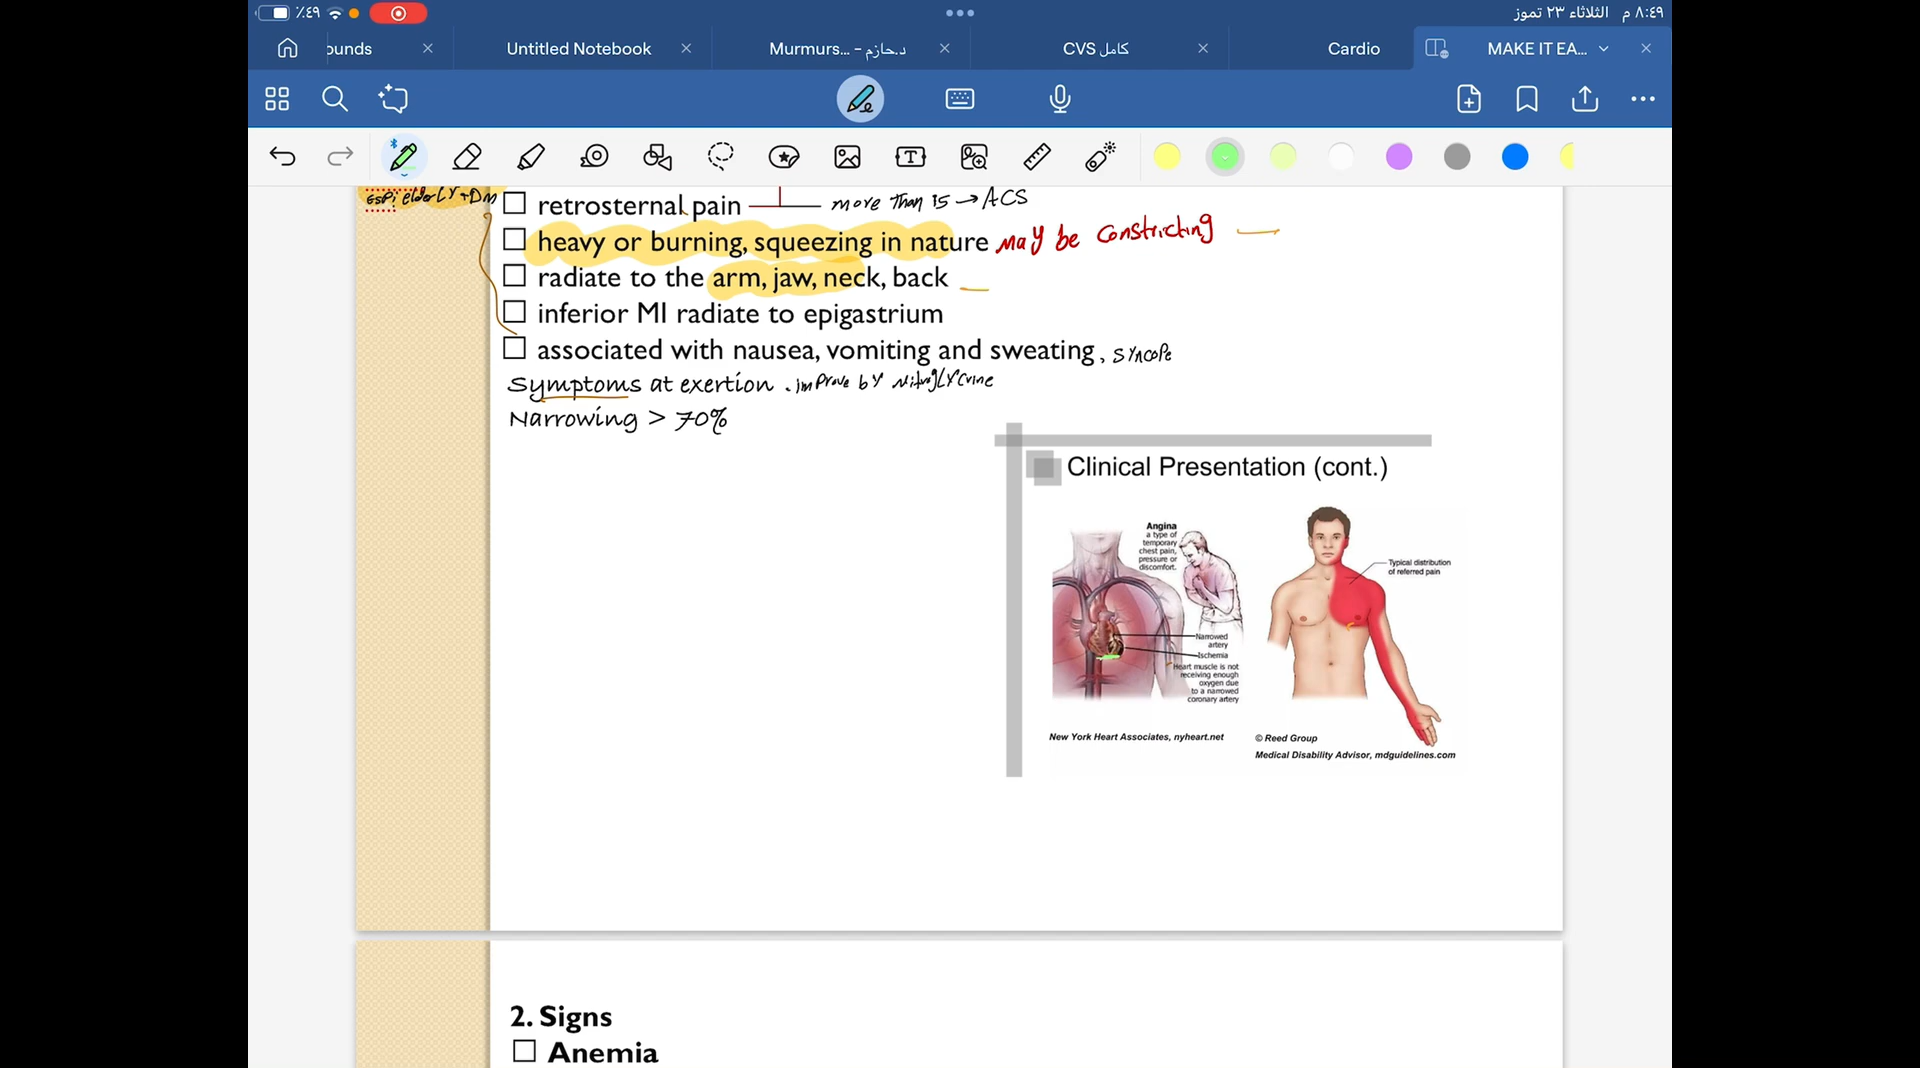 ٪٤٩
٨:٤٩ م الثلاثاء ٢٣ تموز
ounds
Untitled Notebook
Murmurs... - د.حازم
CVS كامل
Cardio
MAKE IT EA...
ESP: elderly + DM
retrosternal pain more than 15 → ACS
heavy or burning, squeezing in nature may be constricting
radiate to the arm, jaw, neck, back
inferior MI radiate to epigastrium
associated with nausea, vomiting and sweating, syncope
Symptoms at exertion . improve by
Narrowing > 70%
Clinical Presentation (cont.)
Angina
a type of
temporary
chest pain,
pressure or
discomfort.
Narrowed
artery
Ischemia
Heart muscle is not
receiving enough
oxygen due
to a narrowed
coronary artery
New York Heart Associates, nyheart.net
Typical distribution
of referred pain
© Reed Group
Medical Disability Advisor, mdguidelines.com
2. Signs
Anemia